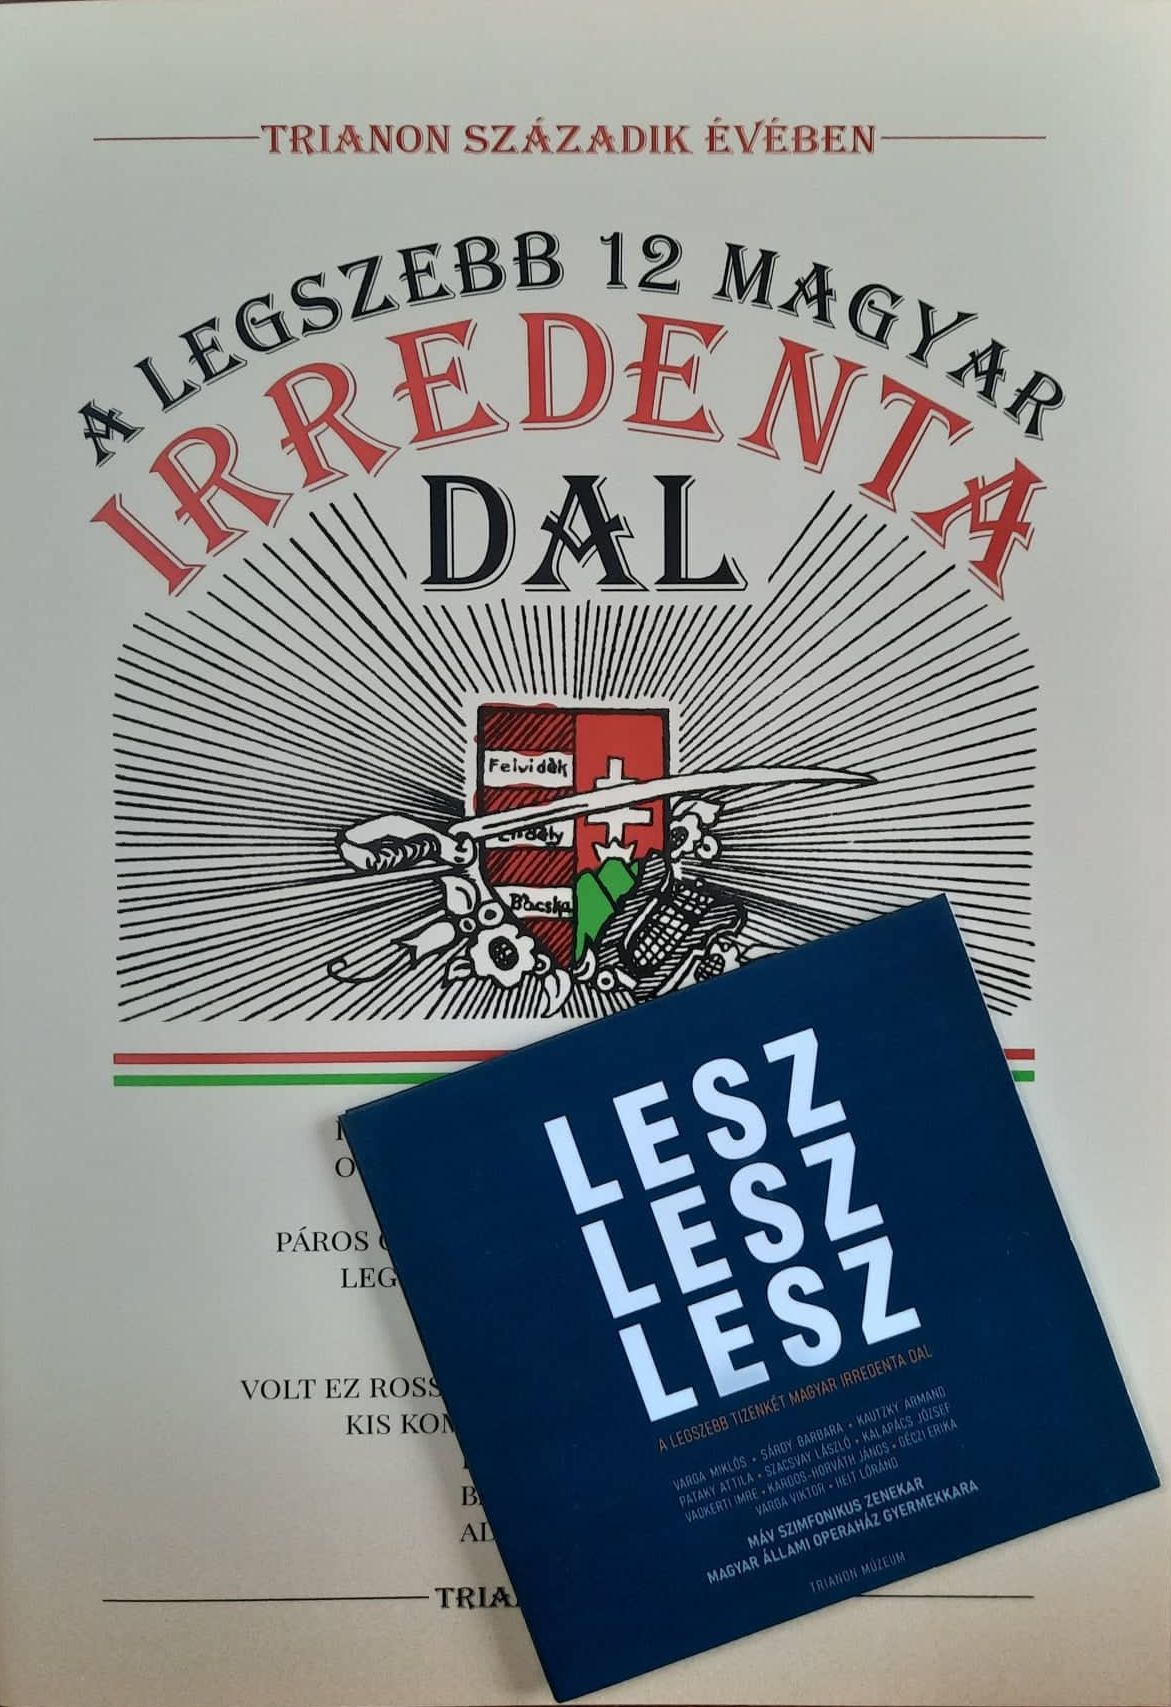 TRIANON SZÁZADIK ÉVÉBEN
A LEGSZEBB 12 MAGYAR
IRREDENTA
DAL
Felvidék
Erdély
Bácska
PÁROS
LEG
VOLT EZ ROSS
KIS KOM
TRIA
LESZ
LESZ
LESZ
A LEGSZEBB TIZENKÉT MAGYAR IRREDENTA DAL
VARGA MIKLÓS • SÁRDY BARBARA • KAUTZKY ARMAND
PATAKY ATTILA • SZACSVAY LÁSZLÓ • KALAPÁCS JÓZSEF
VADKERTI IMRE • KARDOS-HORVÁTH JÁNOS • GÉCZI ERIKA
VARGA VIKTOR • HEIT LÓRÁND
MÁV SZIMFONIKUS ZENEKAR
MAGYAR ÁLLAMI OPERAHÁZ GYERMEKKARA
TRIANON MÚZEUM